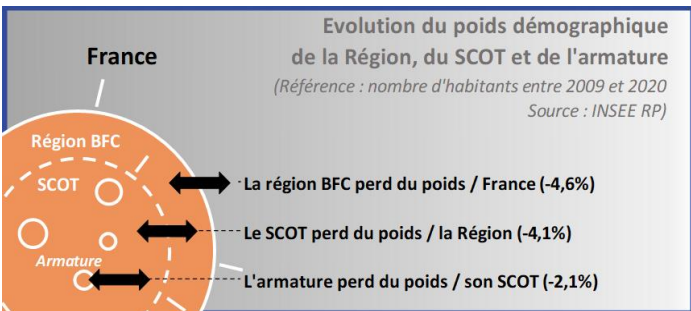 Evolution du poids démographique
de la Région, du SCOT et de l'armature
(Référence : nombre d'habitants entre 2009 et 2020
Source : INSEE RP)
France
Région BFC
SCOT
Armature
La région BFC perd du poids / France (-4,6%)
Le SCOT perd du poids / la Région (-4,1%)
L'armature perd du poids / son SCOT (-2,1%)